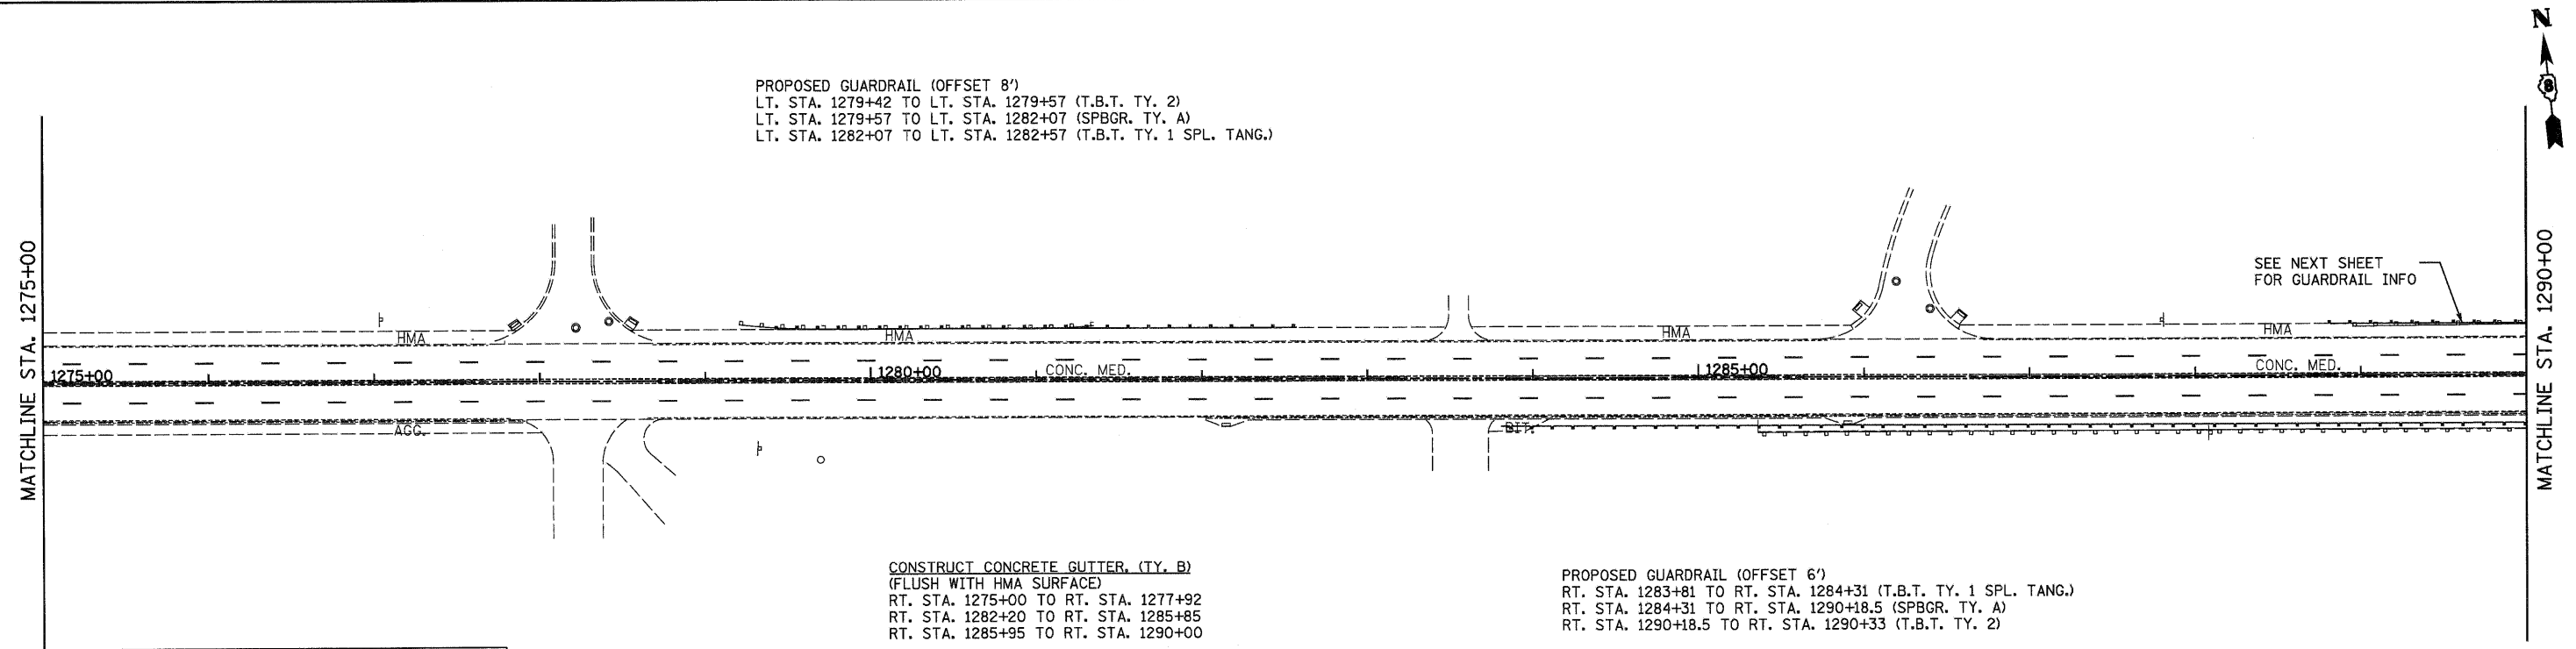 N
8
PROPOSED GUARDRAIL (OFFSET 8')
LT. STA. 1279+42 TO LT. STA. 1279+57 (T.B.T. TY. 2)
LT. STA. 1279+57 TO LT. STA. 1282+07 (SPBGR. TY. A)
LT. STA. 1282+07 TO LT. STA. 1282+57 (T.B.T. TY. 1 SPL. TANG.)
MATCHLINE STA. 1275+00
MATCHLINE STA. 1290+00
SEE NEXT SHEET
FOR GUARDRAIL INFO
HMA
HMA
HMA
HMA
1275+00
1280+00
CONC. MED.
1285+00
CONC. MED.
AGG.
BIT.
CONSTRUCT CONCRETE GUTTER, (TY. B)
(FLUSH WITH HMA SURFACE)
RT. STA. 1275+00 TO RT. STA. 1277+92
RT. STA. 1282+20 TO RT. STA. 1285+85
RT. STA. 1285+95 TO RT. STA. 1290+00
PROPOSED GUARDRAIL (OFFSET 6')
RT. STA. 1283+81 TO RT. STA. 1284+31 (T.B.T. TY. 1 SPL. TANG.)
RT. STA. 1284+31 TO RT. STA. 1290+18.5 (SPBGR. TY. A)
RT. STA. 1290+18.5 TO RT. STA. 1290+33 (T.B.T. TY. 2)